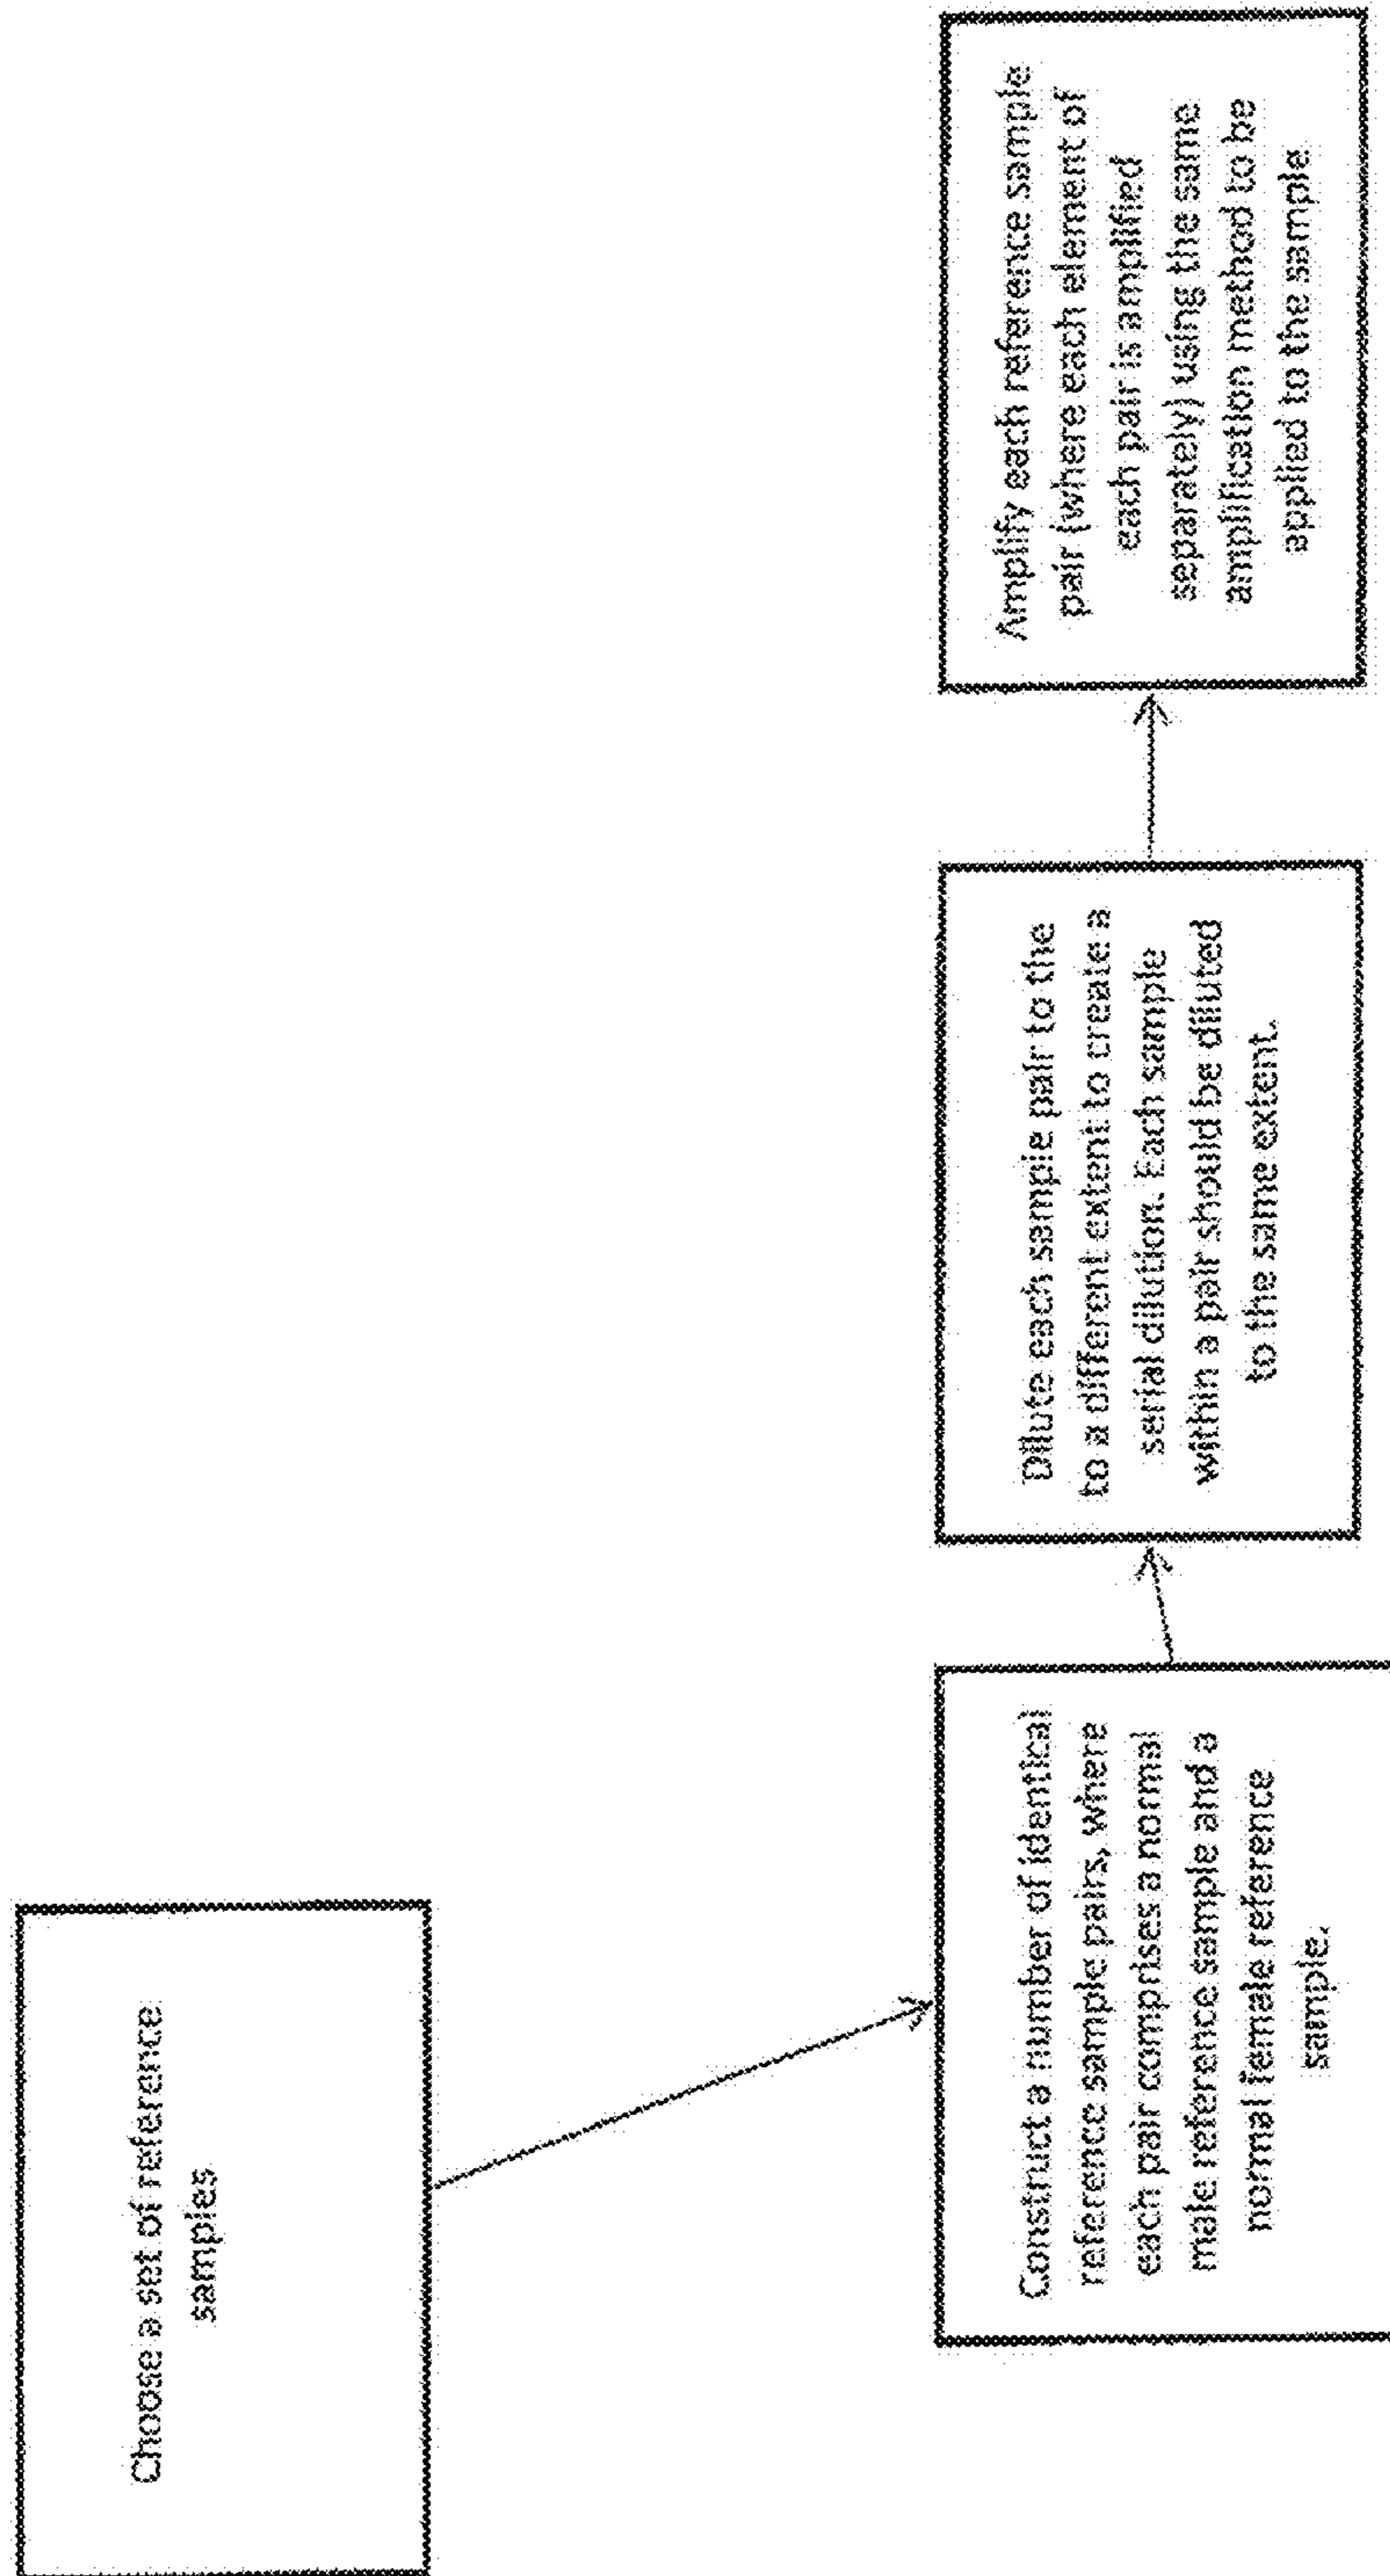 Choose a set of reference
samples
Construct a number of identical
reference sample pairs, where
each pair comprises a normal
male reference sample and a
normal female reference
sample.
Dilute each sample pair to the
to a different extent to create a
serial dilution. Each sample
within a pair should be diluted
to the same extent.
Amplify each reference sample
pair (where each element of
each pair is amplified
separately) using the same
amplification method to be
applied to the sample